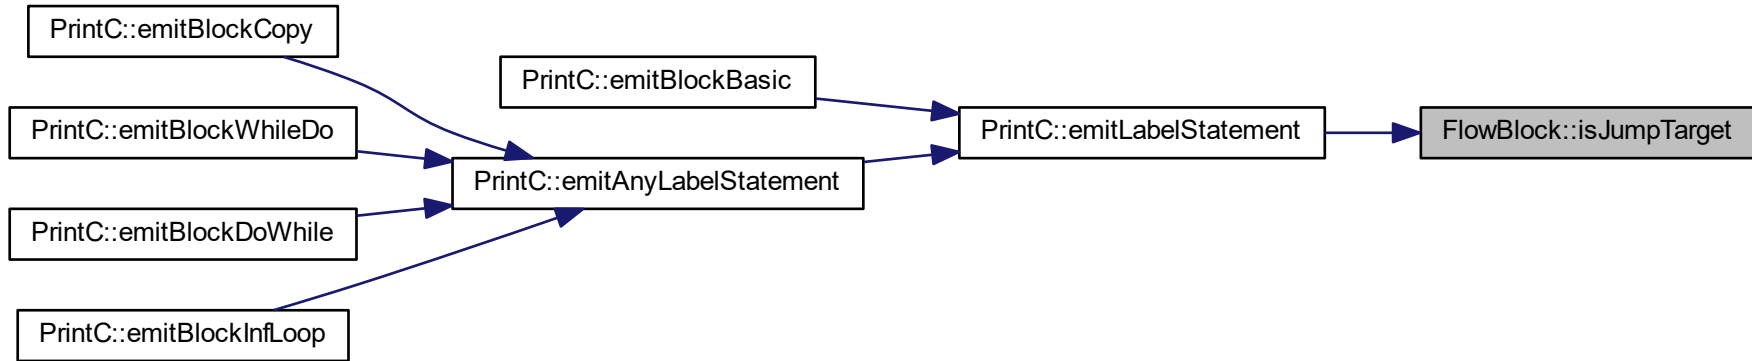 PrintC::emitBlockCopy
PrintC::emitBlockBasic
PrintC::emitBlockWhileDo
PrintC::emitLabelStatement
FlowBlock::isJumpTarget
PrintC::emitAnyLabelStatement
PrintC::emitBlockDoWhile
PrintC::emitBlockInfLoop